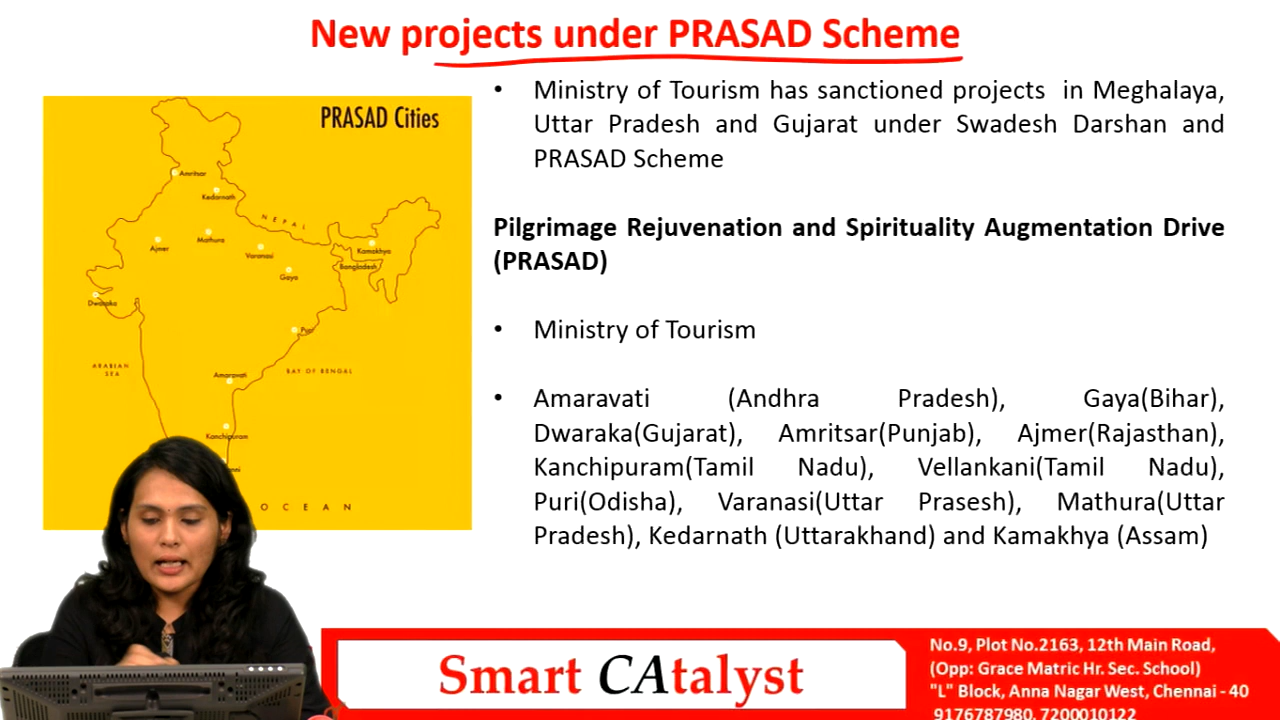 New projects under PRASAD Scheme
PRASAD Cities
Amritsar
Kedarnath
NEPAL
Ajmer
Mathura
Varanasi
Kamakhya
Bangladesh
Gaya
Dwaraka
Puri
ARABIAN
SEA
Amaravati
BAY OF BENGAL
Kanchipuram
OCEAN
• Ministry of Tourism has sanctioned projects in Meghalaya,
Uttar Pradesh and Gujarat under Swadesh Darshan and
PRASAD Scheme
Pilgrimage Rejuvenation and Spirituality Augmentation Drive
(PRASAD)
• Ministry of Tourism
• Amaravati (Andhra Pradesh), Gaya(Bihar),
Dwaraka(Gujarat), Amritsar(Punjab), Ajmer(Rajasthan),
Kanchipuram(Tamil Nadu), Vellankani(Tamil Nadu),
Puri(Odisha), Varanasi(Uttar Prasesh), Mathura(Uttar
Pradesh), Kedarnath (Uttarakhand) and Kamakhya (Assam)
Smart CAtalyst
No.9, Plot No.2163, 12th Main Road,
(Opp: Grace Matric Hr. Sec. School)
"L" Block, Anna Nagar West, Chennai - 40
9176787980, 7200010122